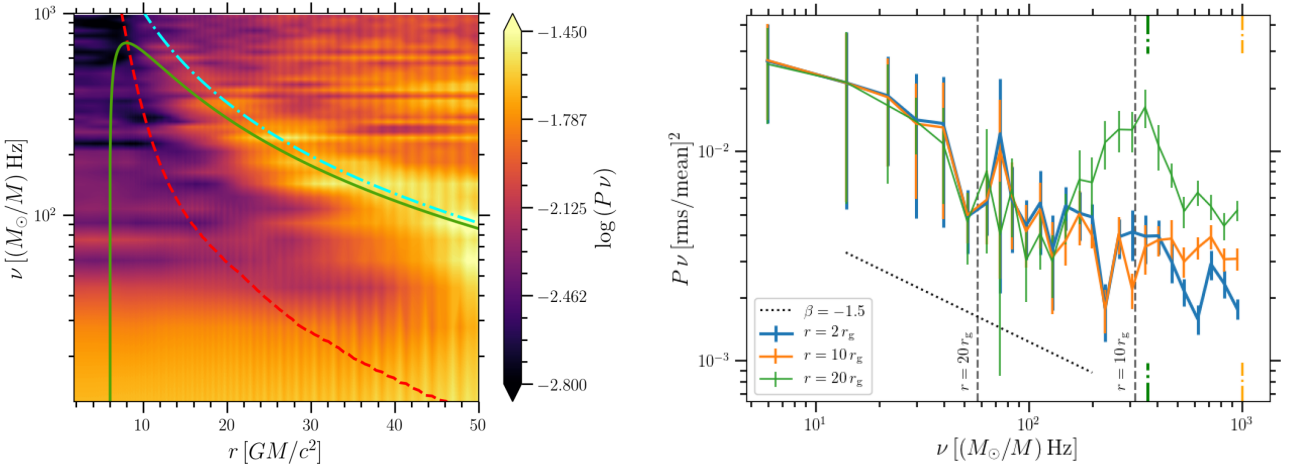 10³
10²
ν [(M⊙/M) Hz]
10
20
30
40
50
r [GM/c²]
−1.450
−1.787
−2.125
−2.462
−2.800
log (P ν)
P ν [rms/mean]²
10⁻²
10⁻³
β = −1.5
r = 2 r_g
r = 10 r_g
r = 20 r_g
r = 20 r_g
r = 10 r_g
10¹
10²
10³
ν [(M⊙/M) Hz]